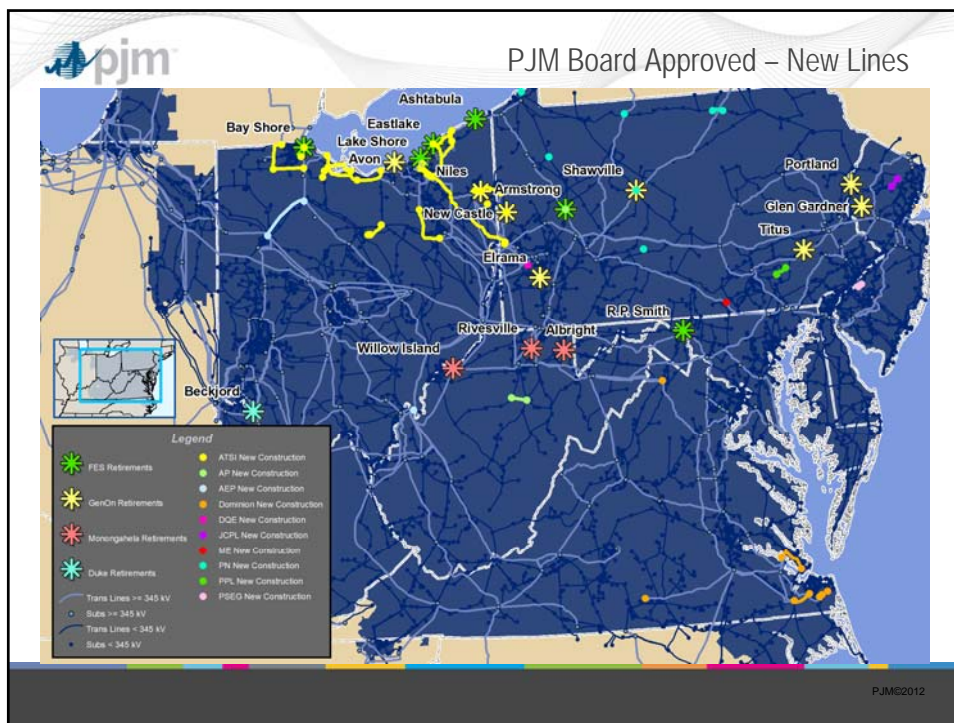 pjm
PJM Board Approved – New Lines
Ashtabula
Bay Shore
Eastlake
Lake Shore
Avon
Niles
Armstrong
New Castle
Shawville
Portland
Glen Gardner
Titus
Elrama
R.P. Smith
Rivesville
Albright
Willow Island
Beckjord
Legend
FES Retirements
GenOn Retirements
Monongahela Retirements
Duke Retirements
Trans Lines >= 345 kV
Subs >= 345 kV
Trans Lines < 345 kV
Subs < 345 kV
ATSI New Construction
AP New Construction
AEP New Construction
Dominion New Construction
DQE New Construction
JCPL New Construction
ME New Construction
PN New Construction
PPL New Construction
PSEG New Construction
PJM©2012